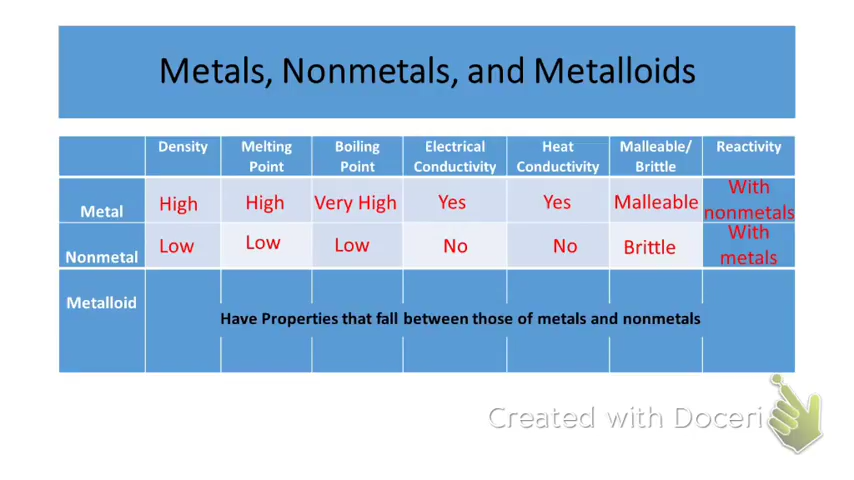 Metals, Nonmetals, and Metalloids
Density Melting Point Boiling Point Electrical Conductivity Heat Conductivity Malleable/ Brittle Reactivity
Metal High High Very High Yes Yes Malleable With nonmetals
Nonmetal Low Low Low No No Brittle With metals
Metalloid
Have Properties that fall between those of metals and nonmetals
Created with Doceri